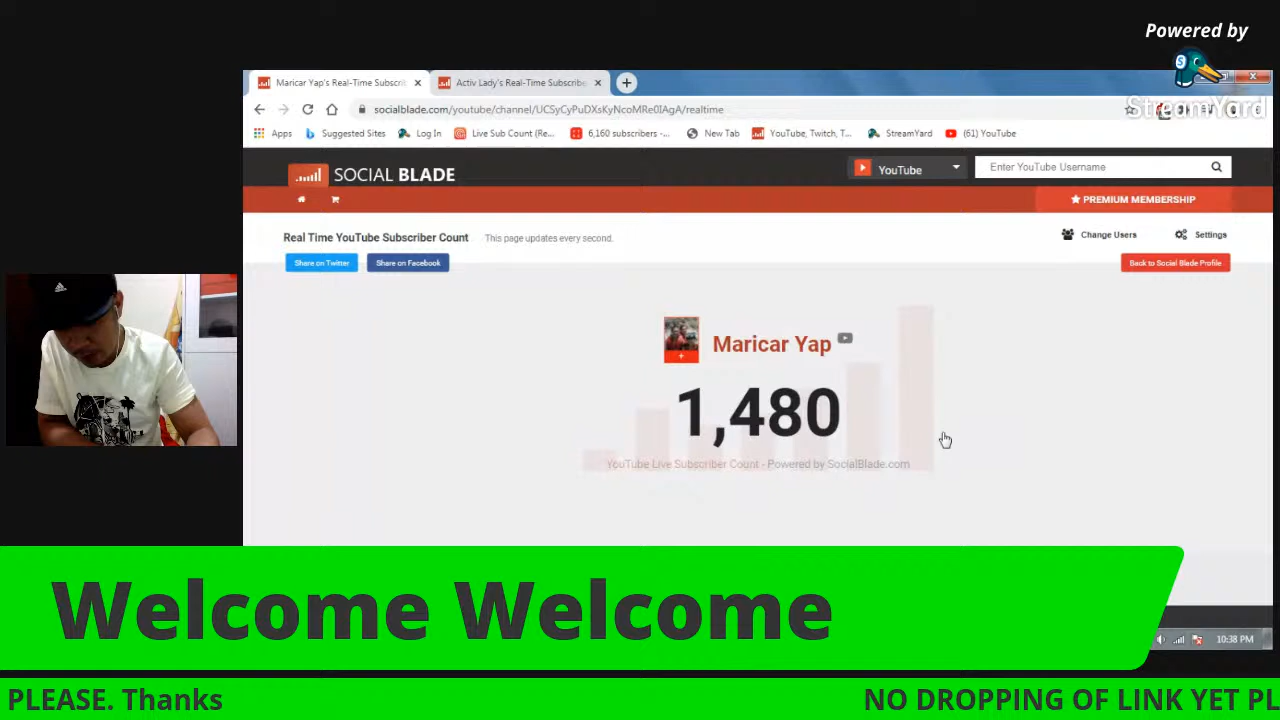 Powered by
StreamYard
Maricar Yap's Real-Time Subscrib
Activ Lady's Real-Time Subscribe
socialblade.com/youtube/channel/UCSyCyPuDXsKyNcoMRe0IAgA/realtime
Apps
Suggested Sites
Log In
Live Sub Count (Re...
6,160 subscribers -...
New Tab
YouTube, Twitch, T...
StreamYard
(61) YouTube
SOCIAL BLADE
YouTube
Enter YouTube Username
PREMIUM MEMBERSHIP
Real Time YouTube Subscriber Count
This page updates every second.
Change Users
Settings
Share on Twitter
Share on Facebook
Back to Social Blade Profile
Maricar Yap
1,480
YouTube Live Subscriber Count - Powered by SocialBlade.com
Welcome Welcome
10:38 PM
PLEASE. Thanks
NO DROPPING OF LINK YET PL